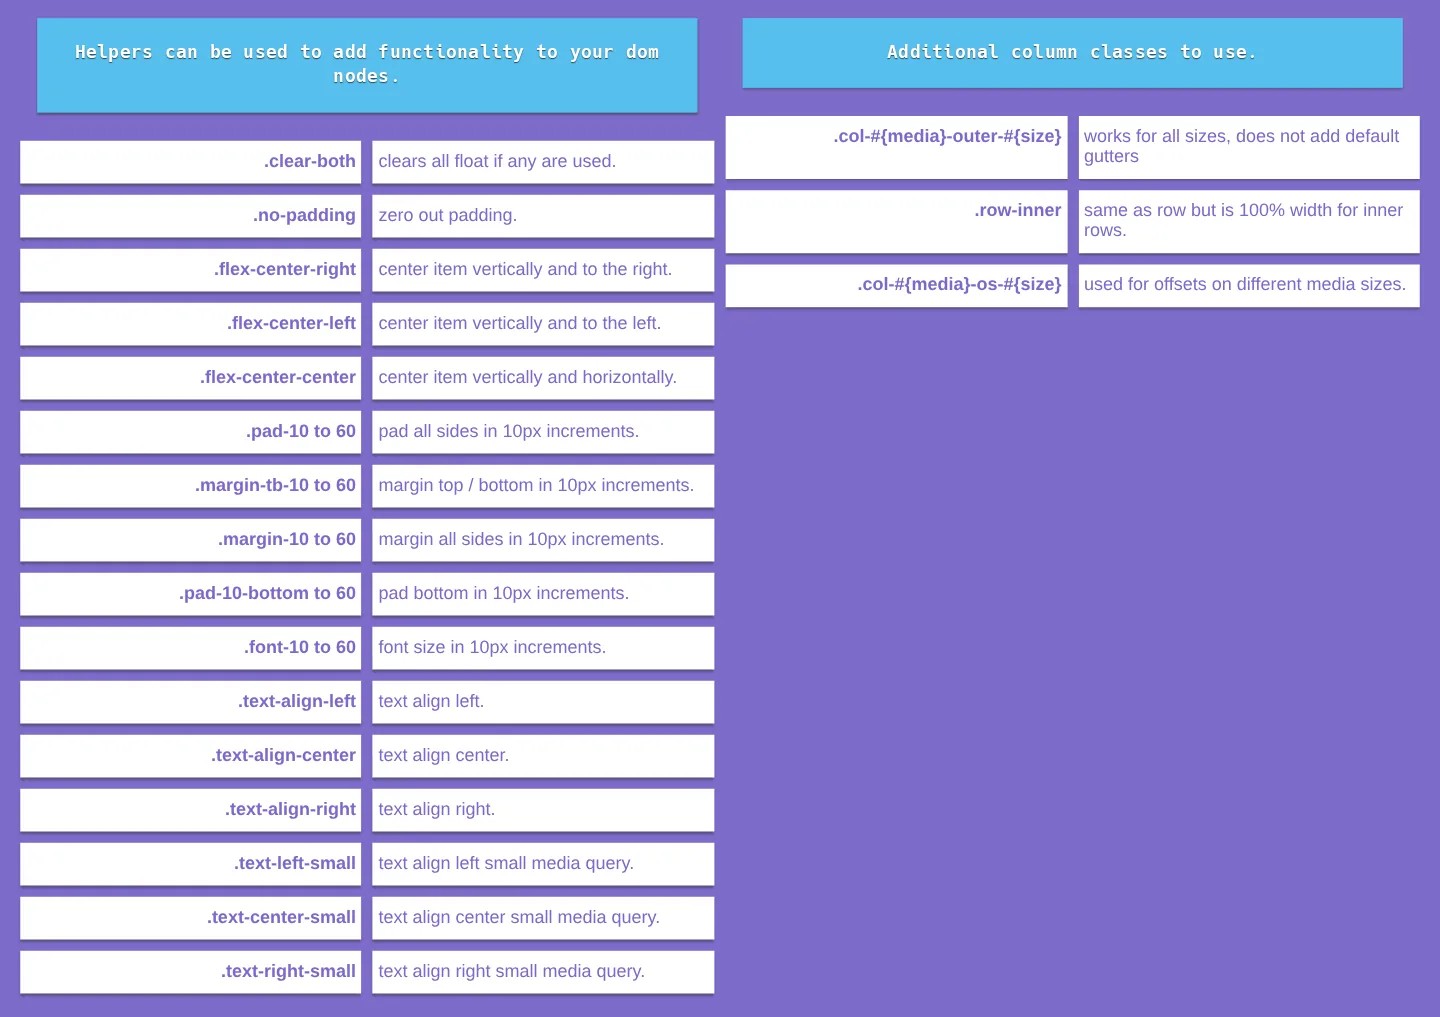 Helpers can be used to add functionality to your dom
nodes.
.clear-both clears all float if any are used.
.no-padding zero out padding.
.flex-center-right center item vertically and to the right.
.flex-center-left center item vertically and to the left.
.flex-center-center center item vertically and horizontally.
.pad-10 to 60 pad all sides in 10px increments.
.margin-tb-10 to 60 margin top / bottom in 10px increments.
.margin-10 to 60 margin all sides in 10px increments.
.pad-10-bottom to 60 pad bottom in 10px increments.
.font-10 to 60 font size in 10px increments.
.text-align-left text align left.
.text-align-center text align center.
.text-align-right text align right.
.text-left-small text align left small media query.
.text-center-small text align center small media query.
.text-right-small text align right small media query.
Additional column classes to use.
.col-#{media}-outer-#{size} works for all sizes, does not add default
gutters
.row-inner same as row but is 100% width for inner
rows.
.col-#{media}-os-#{size} used for offsets on different media sizes.